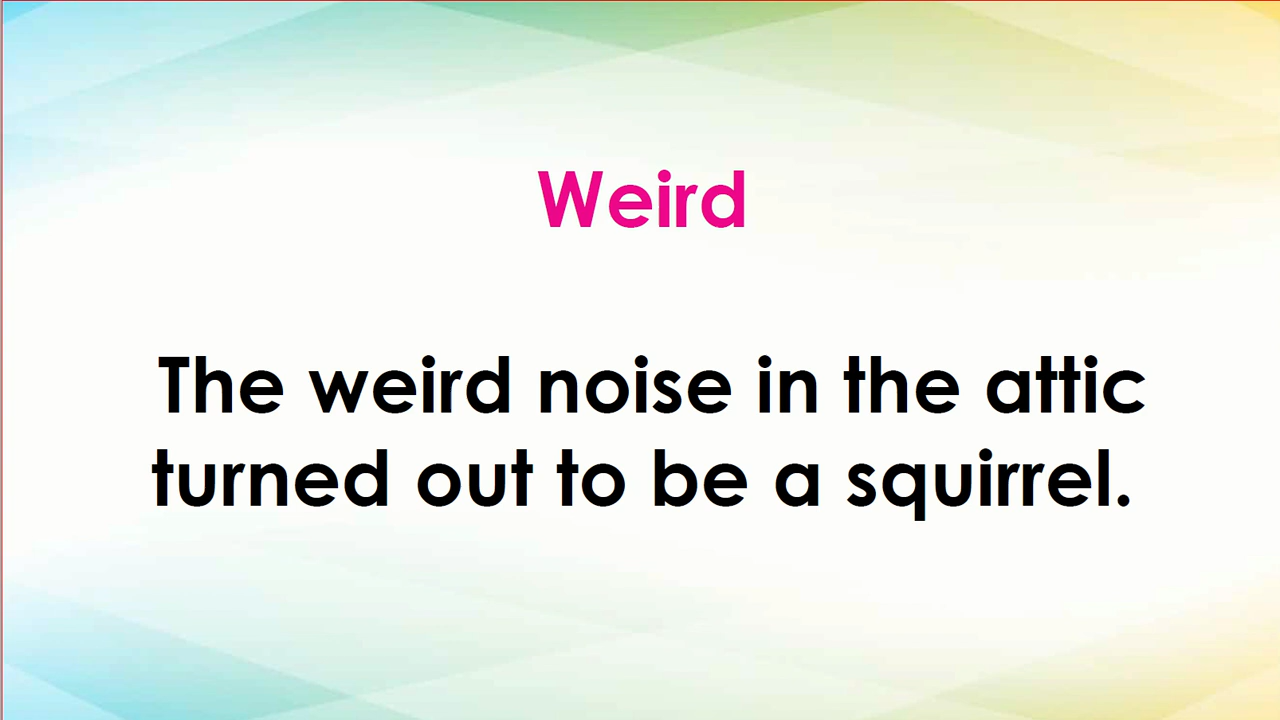 Weird
The weird noise in the attic
turned out to be a squirrel.